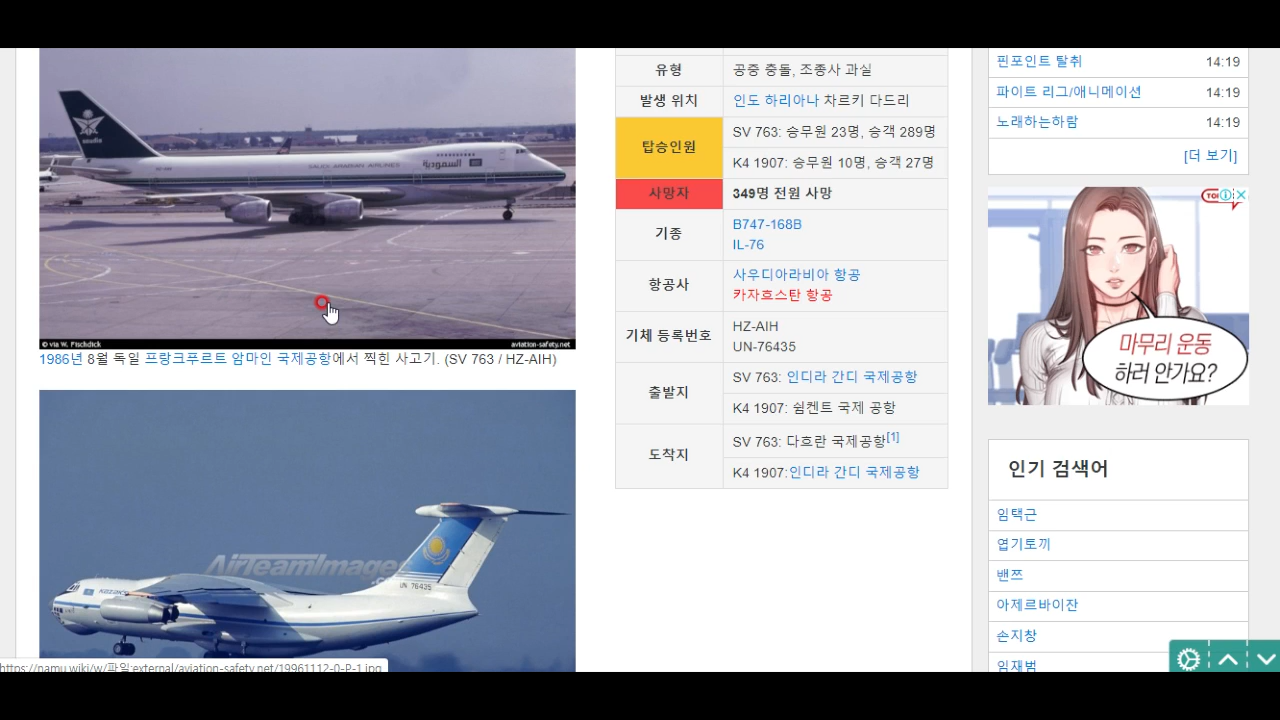 saudia
SAUDI ARABIAN AIRLINES
السعودية
© via W. Fischdick
aviation-safety.net
1986년 8월 독일 프랑크푸르트 암마인 국제공항에서 찍힌 사고기. (SV 763 / HZ-AIH)
AirTeamImages
UN 76435
https://namu.wiki/w/파일:external/aviation-safety.net/19961112-0-P-1.jpg
유형 공중 충돌, 조종사 과실
발생 위치 인도 하리아나 차르키 다드리
탑승인원 SV 763: 승무원 23명, 승객 289명
K4 1907: 승무원 10명, 승객 27명
사망자 349명 전원 사망
기종 B747-168B
IL-76
항공사 사우디아라비아 항공
카자흐스탄 항공
기체 등록번호 HZ-AIH
UN-76435
출발지 SV 763: 인디라 간디 국제공항
K4 1907: 쉼켄트 국제 공항
도착지 SV 763: 다흐란 국제공항[1]
K4 1907:인디라 간디 국제공항
핀포인트 탈취 14:19
파이트 리그/애니메이션 14:19
노래하는하람 14:19
[더 보기]
마무리 운동
하러 안가요?
인기 검색어
임택근
엽기토끼
밴쯔
아제르바이잔
손지창
임재범